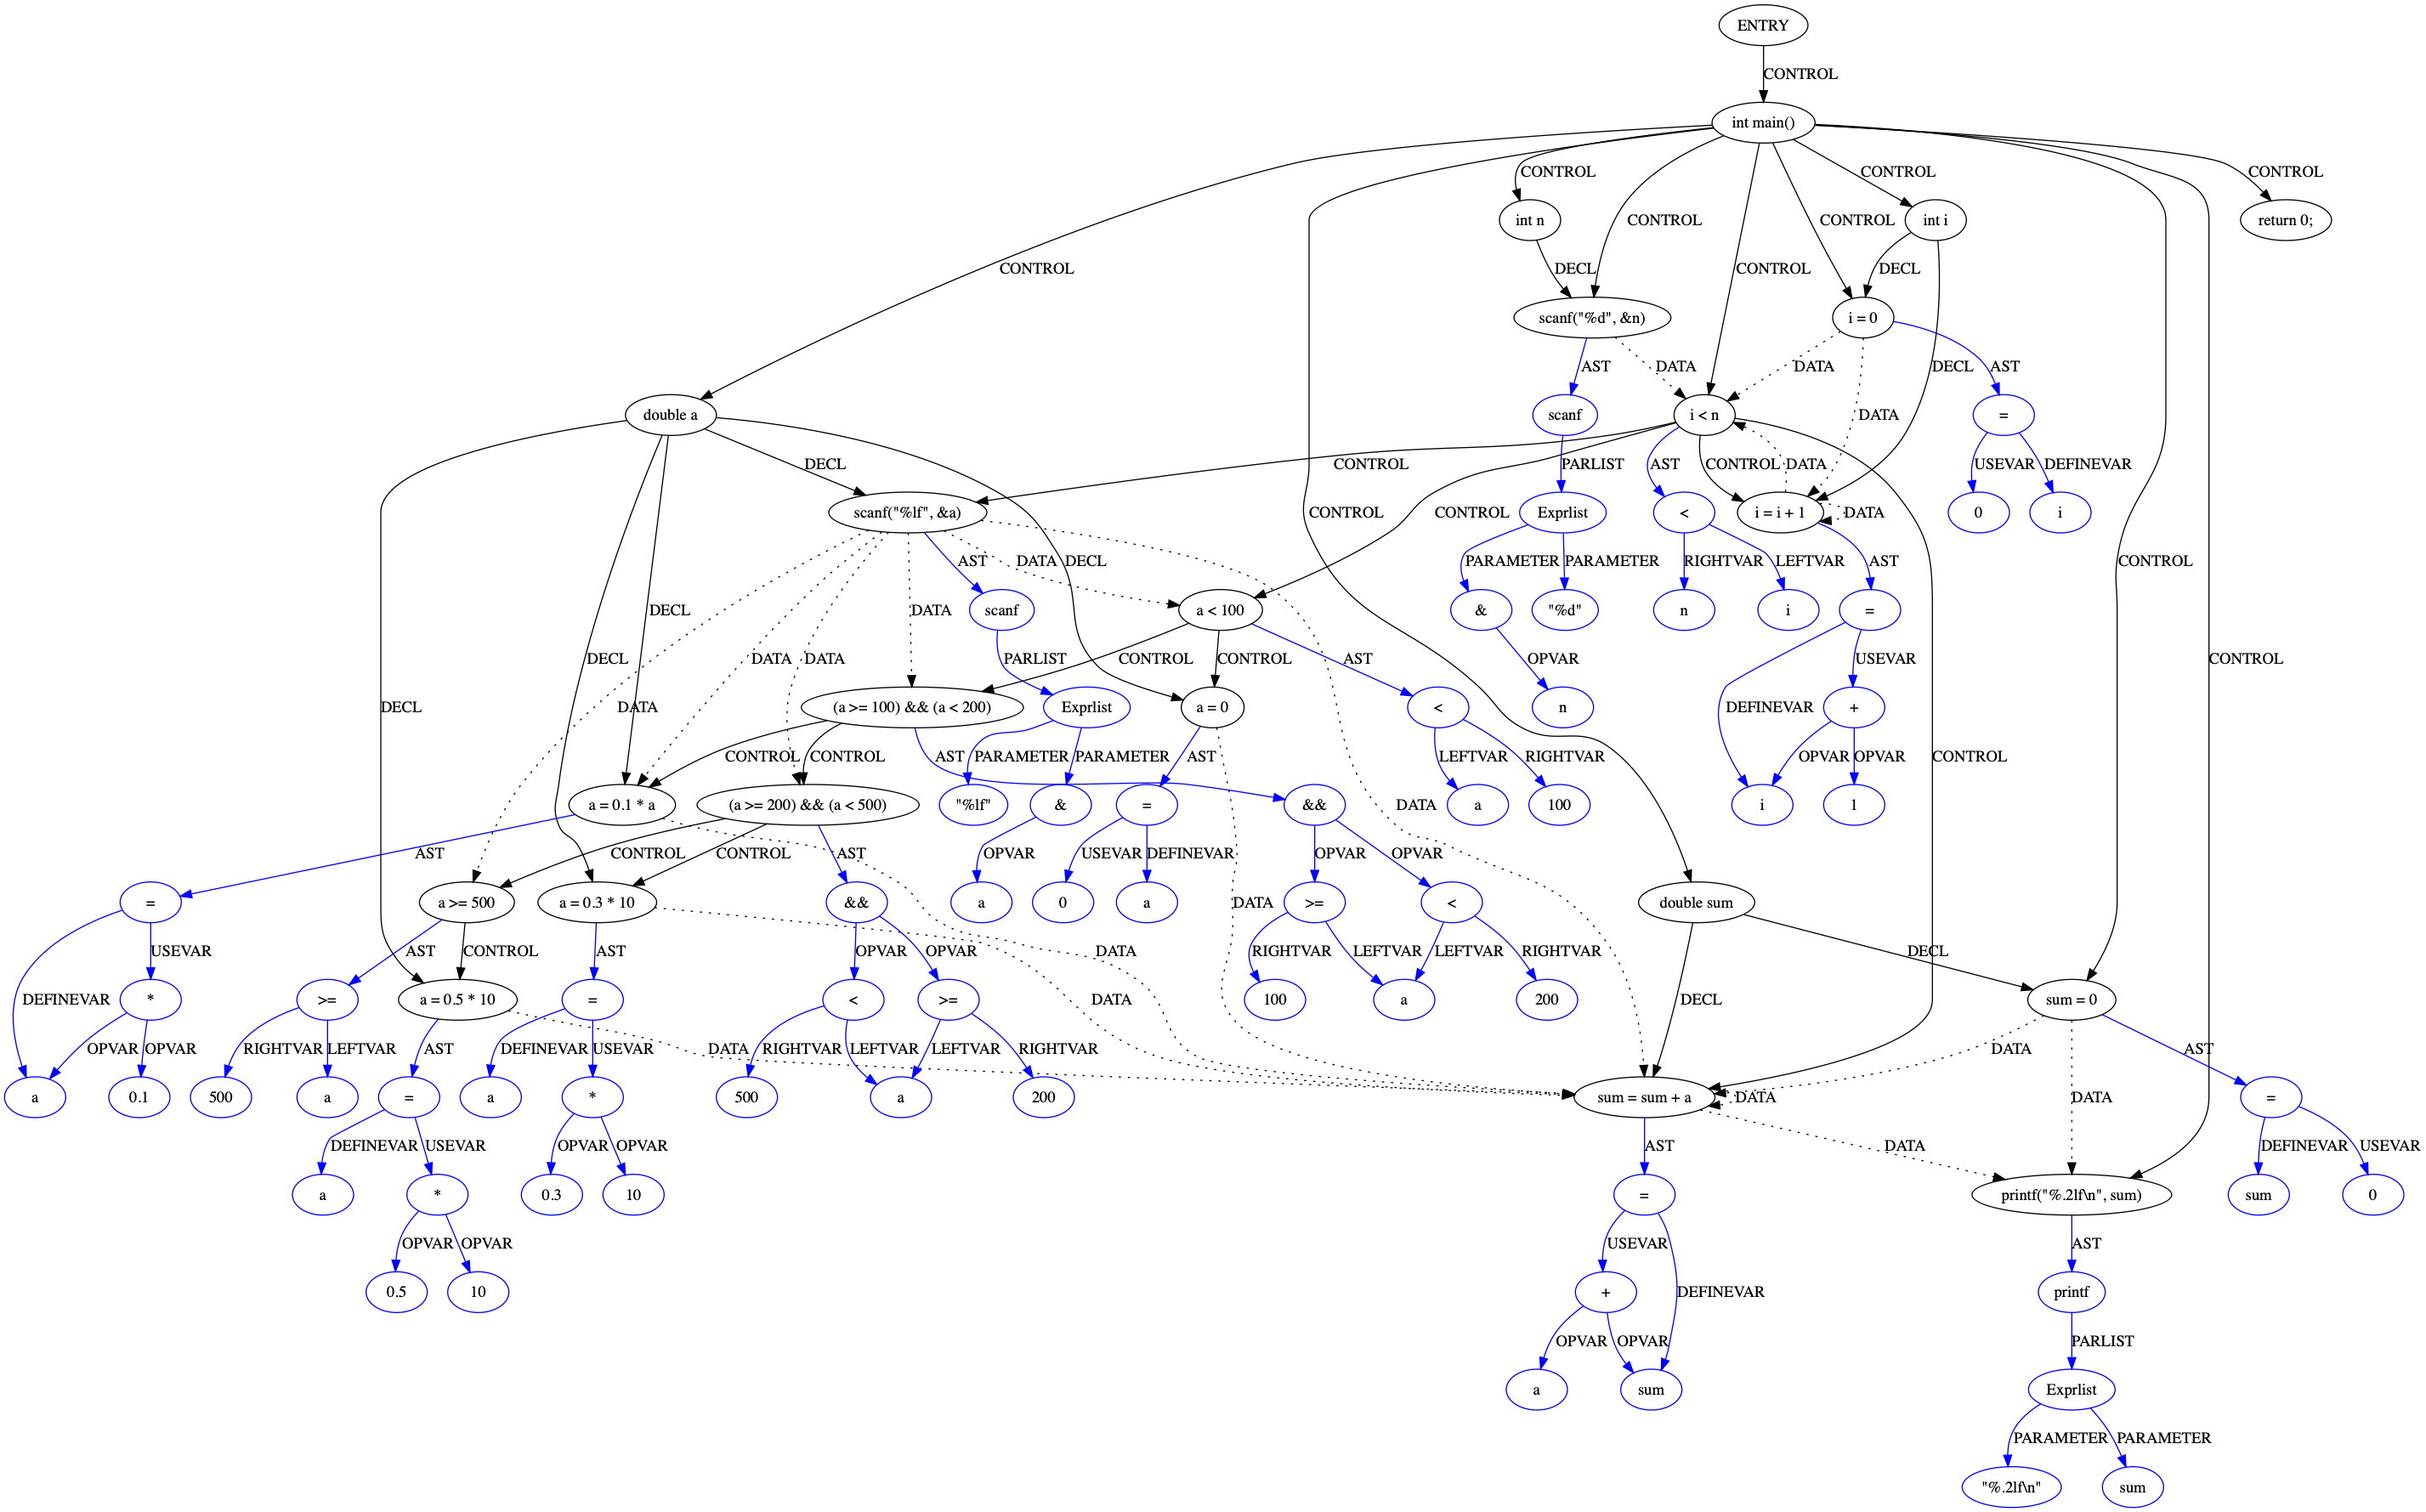 ENTRY
CONTROL
int main()
CONTROL CONTROL CONTROL
int n int i return 0;
CONTROL CONTROL CONTROL
CONTROL DECL DECL
scanf("%d", &n) i = 0
AST DATA DATA AST DECL
double a scanf i < n =
DATA
DECL CONTROL PARLIST AST CONTROL DATA USEVAR DEFINEVAR
scanf("%lf", &a) Exprlist < i = i + 1 0 i
CONTROL CONTROL DATA
AST DATA DECL PARAMETER PARAMETER RIGHTVAR LEFTVAR AST CONTROL
scanf a < 100 & "%d" n i =
DECL DATA
DECL DATA DATA PARLIST CONTROL CONTROL AST OPVAR USEVAR CONTROL
(a >= 100) && (a < 200) Exprlist a = 0 < n +
DECL DATA DEFINEVAR
CONTROL CONTROL AST PARAMETER PARAMETER AST LEFTVAR RIGHTVAR OPVAR OPVAR CONTROL
a = 0.1 * a (a >= 200) && (a < 500) "%lf" & = && a 100 i 1
DATA
AST CONTROL CONTROL AST OPVAR USEVAR DEFINEVAR OPVAR OPVAR
= a >= 500 a = 0.3 * 10 && a 0 a >= < double sum
DATA
USEVAR AST CONTROL AST OPVAR OPVAR DATA RIGHTVAR LEFTVAR LEFTVAR RIGHTVAR DECL
DEFINEVAR * >= a = 0.5 * 10 = < >= DATA 100 a 200 DECL sum = 0
OPVAR OPVAR RIGHTVAR LEFTVAR AST DEFINEVAR USEVAR DATA RIGHTVAR LEFTVAR LEFTVAR RIGHTVAR DATA AST
a 0.1 500 a = a * 500 a 200 sum = sum + a DATA DATA =
DEFINEVAR USEVAR OPVAR OPVAR AST DATA DEFINEVAR USEVAR
a * 0.3 10 = printf("%.2lf\n", sum) sum 0
OPVAR OPVAR USEVAR AST
0.5 10 + DEFINEVAR printf
OPVAR OPVAR PARLIST
a sum Exprlist
PARAMETER PARAMETER
"%.2lf\n" sum